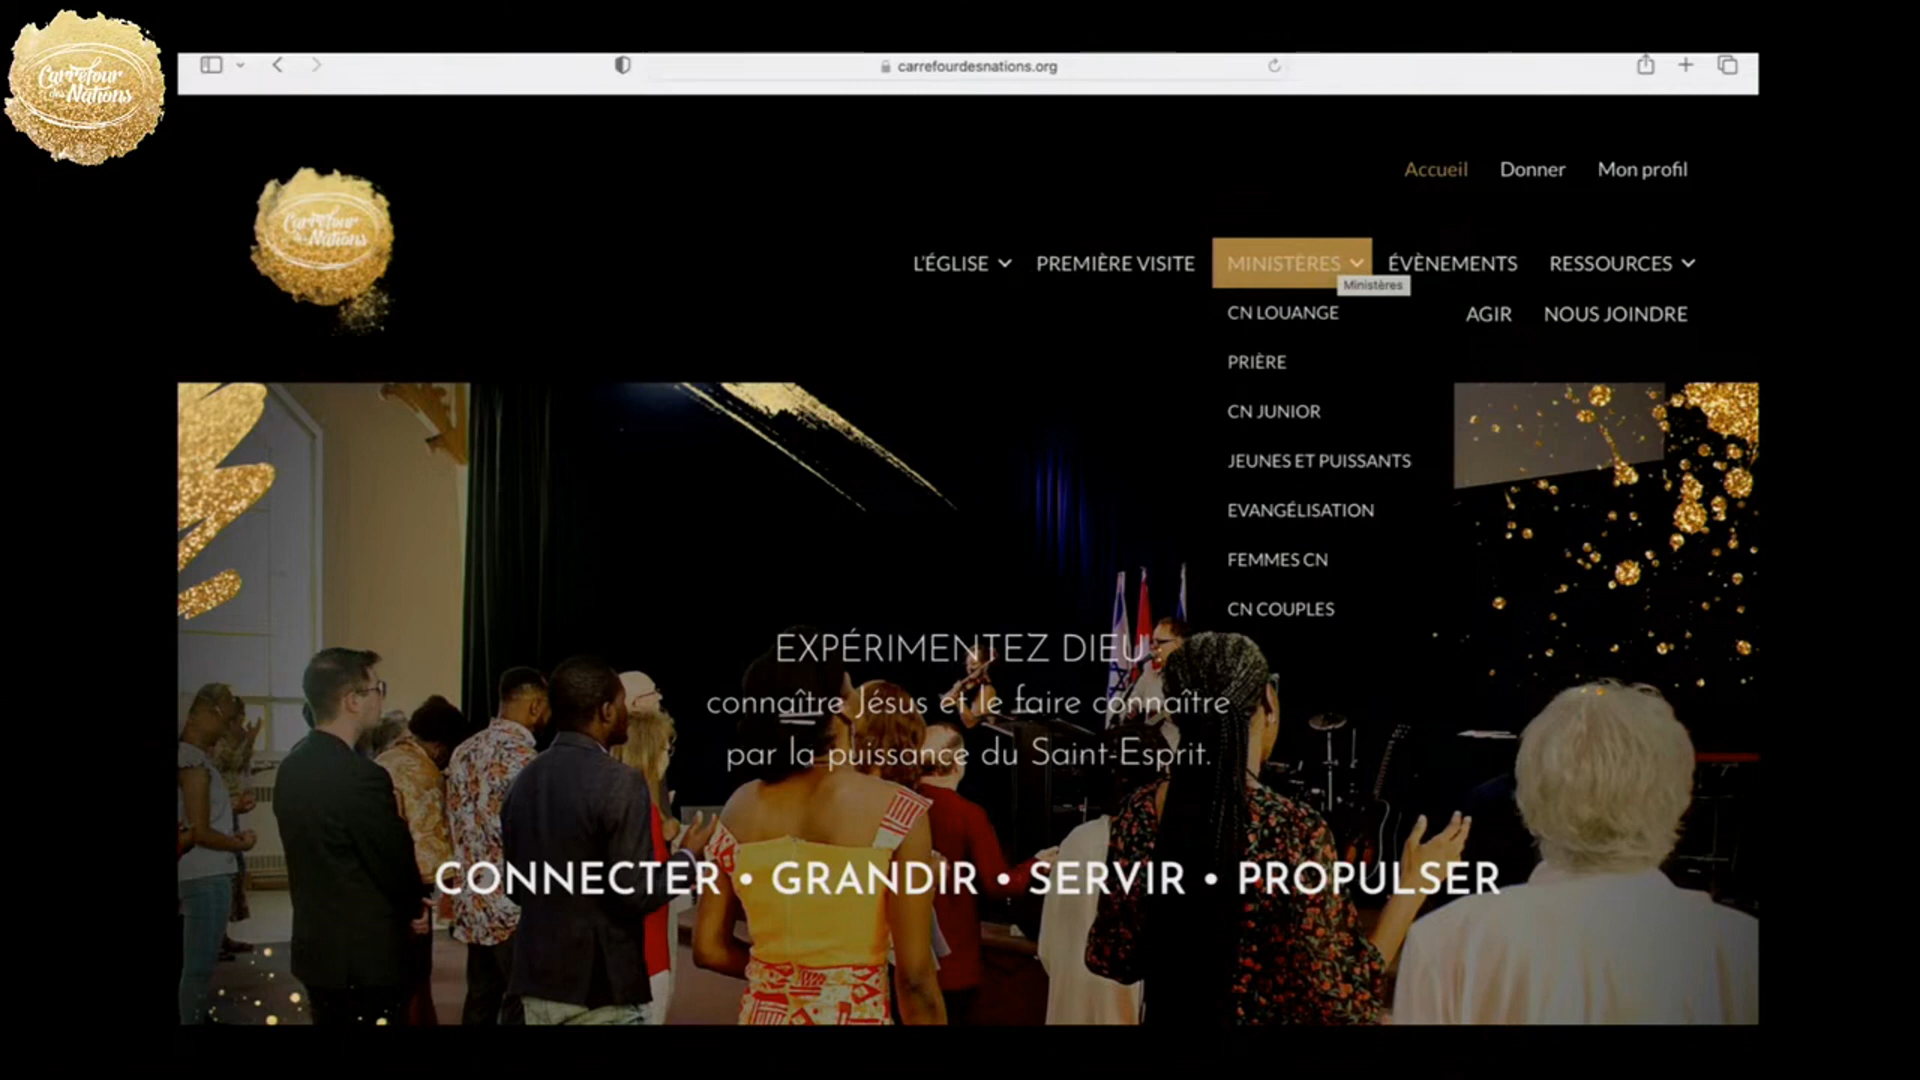 Carrefour
des Nations
carrefourdesnations.org
Accueil Donner Mon profil
Carrefour
des Nations
L'ÉGLISE PREMIÈRE VISITE MINISTÈRES ÉVÈNEMENTS RESSOURCES
Ministères
AGIR NOUS JOINDRE
CN LOUANGE
PRIÈRE
CN JUNIOR
JEUNES ET PUISSANTS
EVANGÉLISATION
FEMMES CN
CN COUPLES
EXPÉRIMENTEZ DIEU
connaître Jésus et le faire connaître
par la puissance du Saint-Esprit.
CONNECTER • GRANDIR • SERVIR • PROPULSER